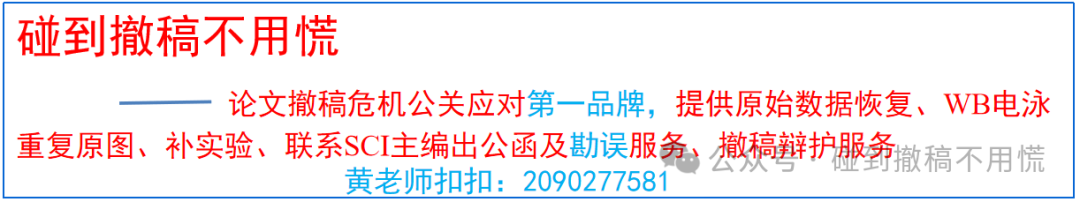 碰到撤稿不用慌
——论文撤稿危机公关应对第一品牌，提供原始数据恢复、WB电泳
重复原图、补实验、联系SCI主编出公函及勘误服务、撤稿辩护服务
公众号·碰到撤稿不用慌
黄老师扣扣：2090277581